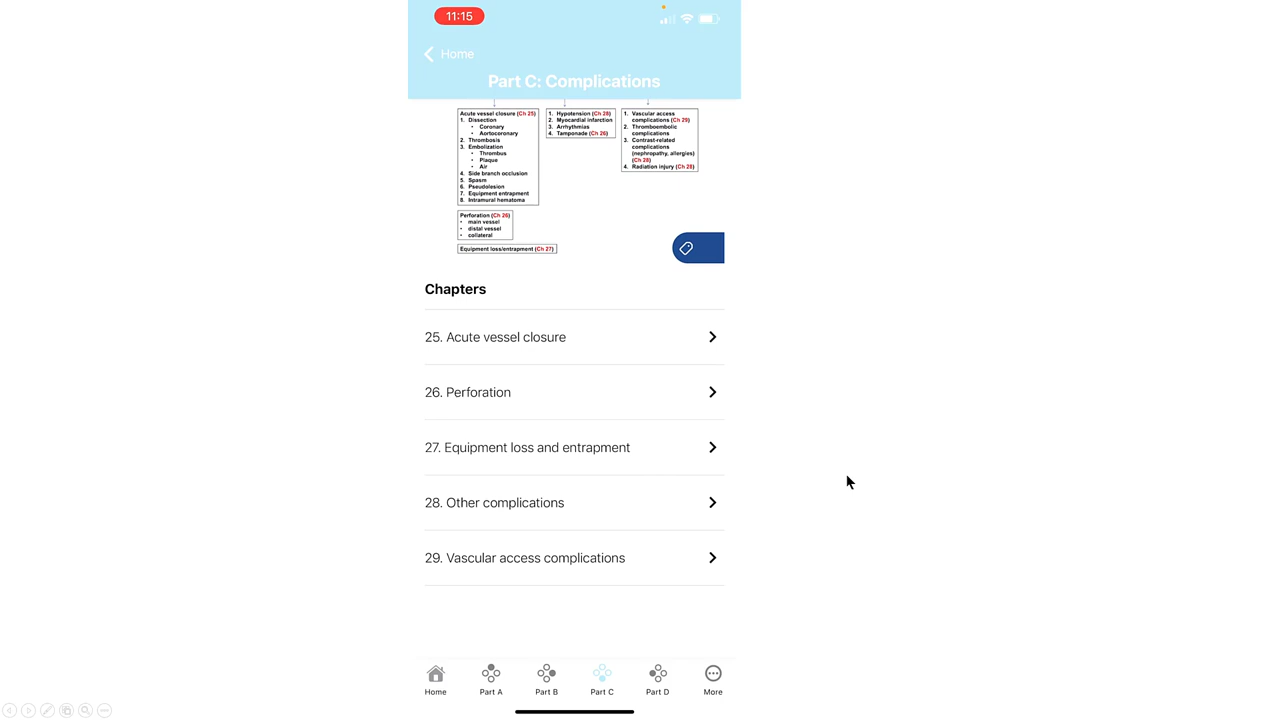 11:15
Home
Part C: Complications
Acute vessel closure (Ch 25)
1. Dissection
• Coronary
• Aortocoronary
2. Thrombosis
3. Embolization
• Thrombus
• Plaque
• Air
4. Side branch occlusion
5. Spasm
6. Pseudolesion
7. Equipment entrapment
8. Intramural hematoma
Perforation (Ch 26)
• main vessel
• distal vessel
• collateral
Equipment loss/entrapment (Ch 27)
1. Hypotension (Ch 28)
2. Myocardial infarction
3. Arrhythmias
4. Tamponade (Ch 26)
1. Vascular access
complications (Ch 29)
2. Thromboembolic
complications
3. Contrast-related
complications
(nephropathy, allergies)
(Ch 28)
4. Radiation injury (Ch 28)
Chapters
25. Acute vessel closure
26. Perforation
27. Equipment loss and entrapment
28. Other complications
29. Vascular access complications
Home
Part A
Part B
Part C
Part D
More